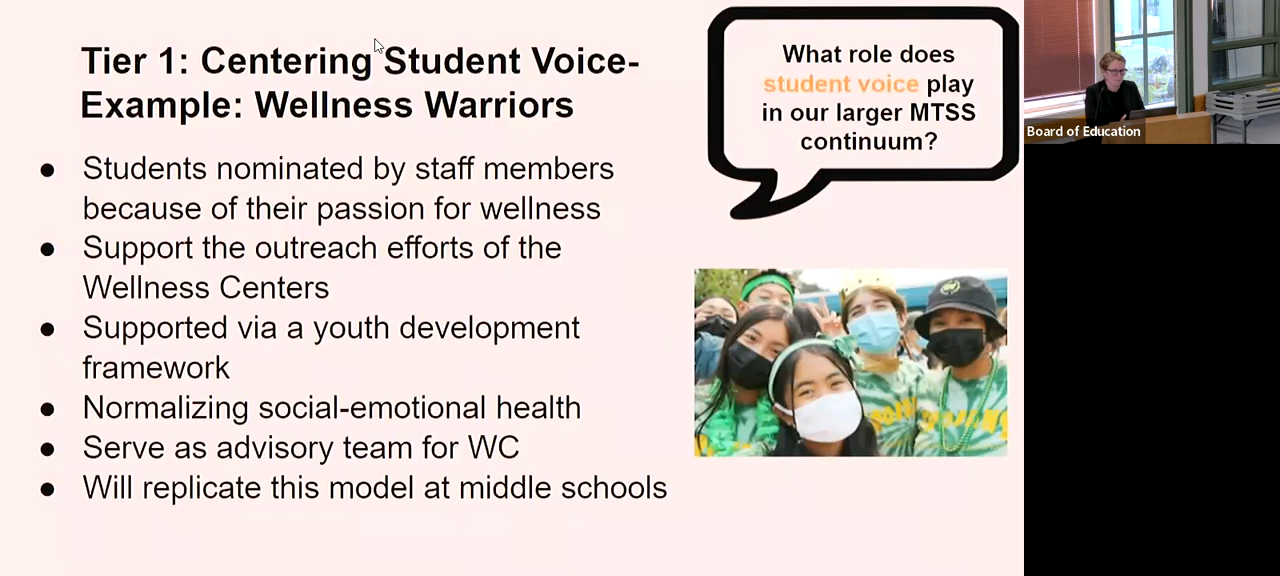 Tier 1: Centering Student Voice-
Example: Wellness Warriors
● Students nominated by staff members
because of their passion for wellness
● Support the outreach efforts of the
Wellness Centers
● Supported via a youth development
framework
● Normalizing social-emotional health
● Serve as advisory team for WC
● Will replicate this model at middle schools
What role does
student voice play
in our larger MTSS
continuum?
Board of Education